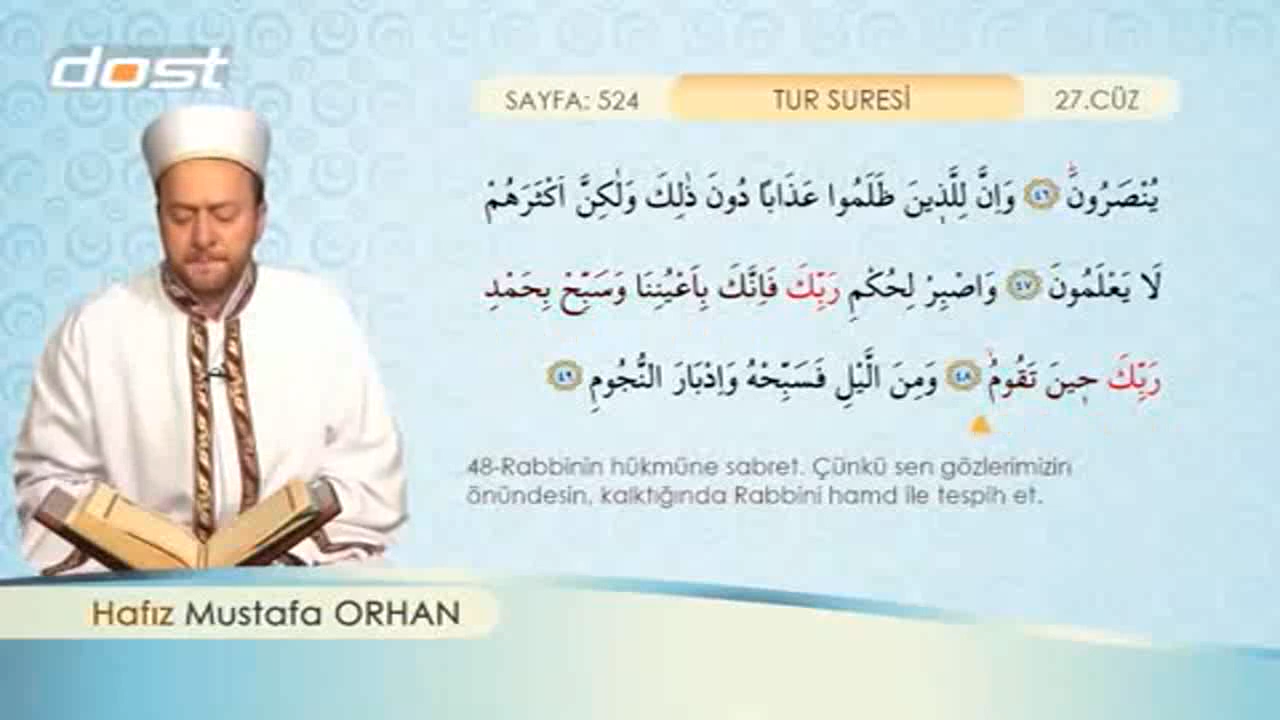 dost
SAYFA: 524 TUR SURESİ 27.CÜZ
يُنْصَرُونَۜ ﴿٤٦﴾ وَاِنَّ لِلَّذ۪ينَ ظَلَمُوا عَذَابًا دُونَ ذٰلِكَ وَلٰكِنَّ اَكْثَرَهُمْ
لَا يَعْلَمُونَ ﴿٤٧﴾ وَاصْبِرْ لِحُكْمِ رَبِّكَ فَاِنَّكَ بِاَعْيُنِنَا وَسَبِّحْ بِحَمْدِ
رَبِّكَ ح۪ينَ تَقُومُۙ ﴿٤٨﴾ وَمِنَ الَّيْلِ فَسَبِّحْهُ وَاِدْبَارَ النُّجُومِ ﴿٤٩﴾
48-Rabbinin hükmüne sabret. Çünkü sen gözlerimizin
önündesin, kalktığında Rabbini hamd ile tespih et.
Hafız Mustafa ORHAN